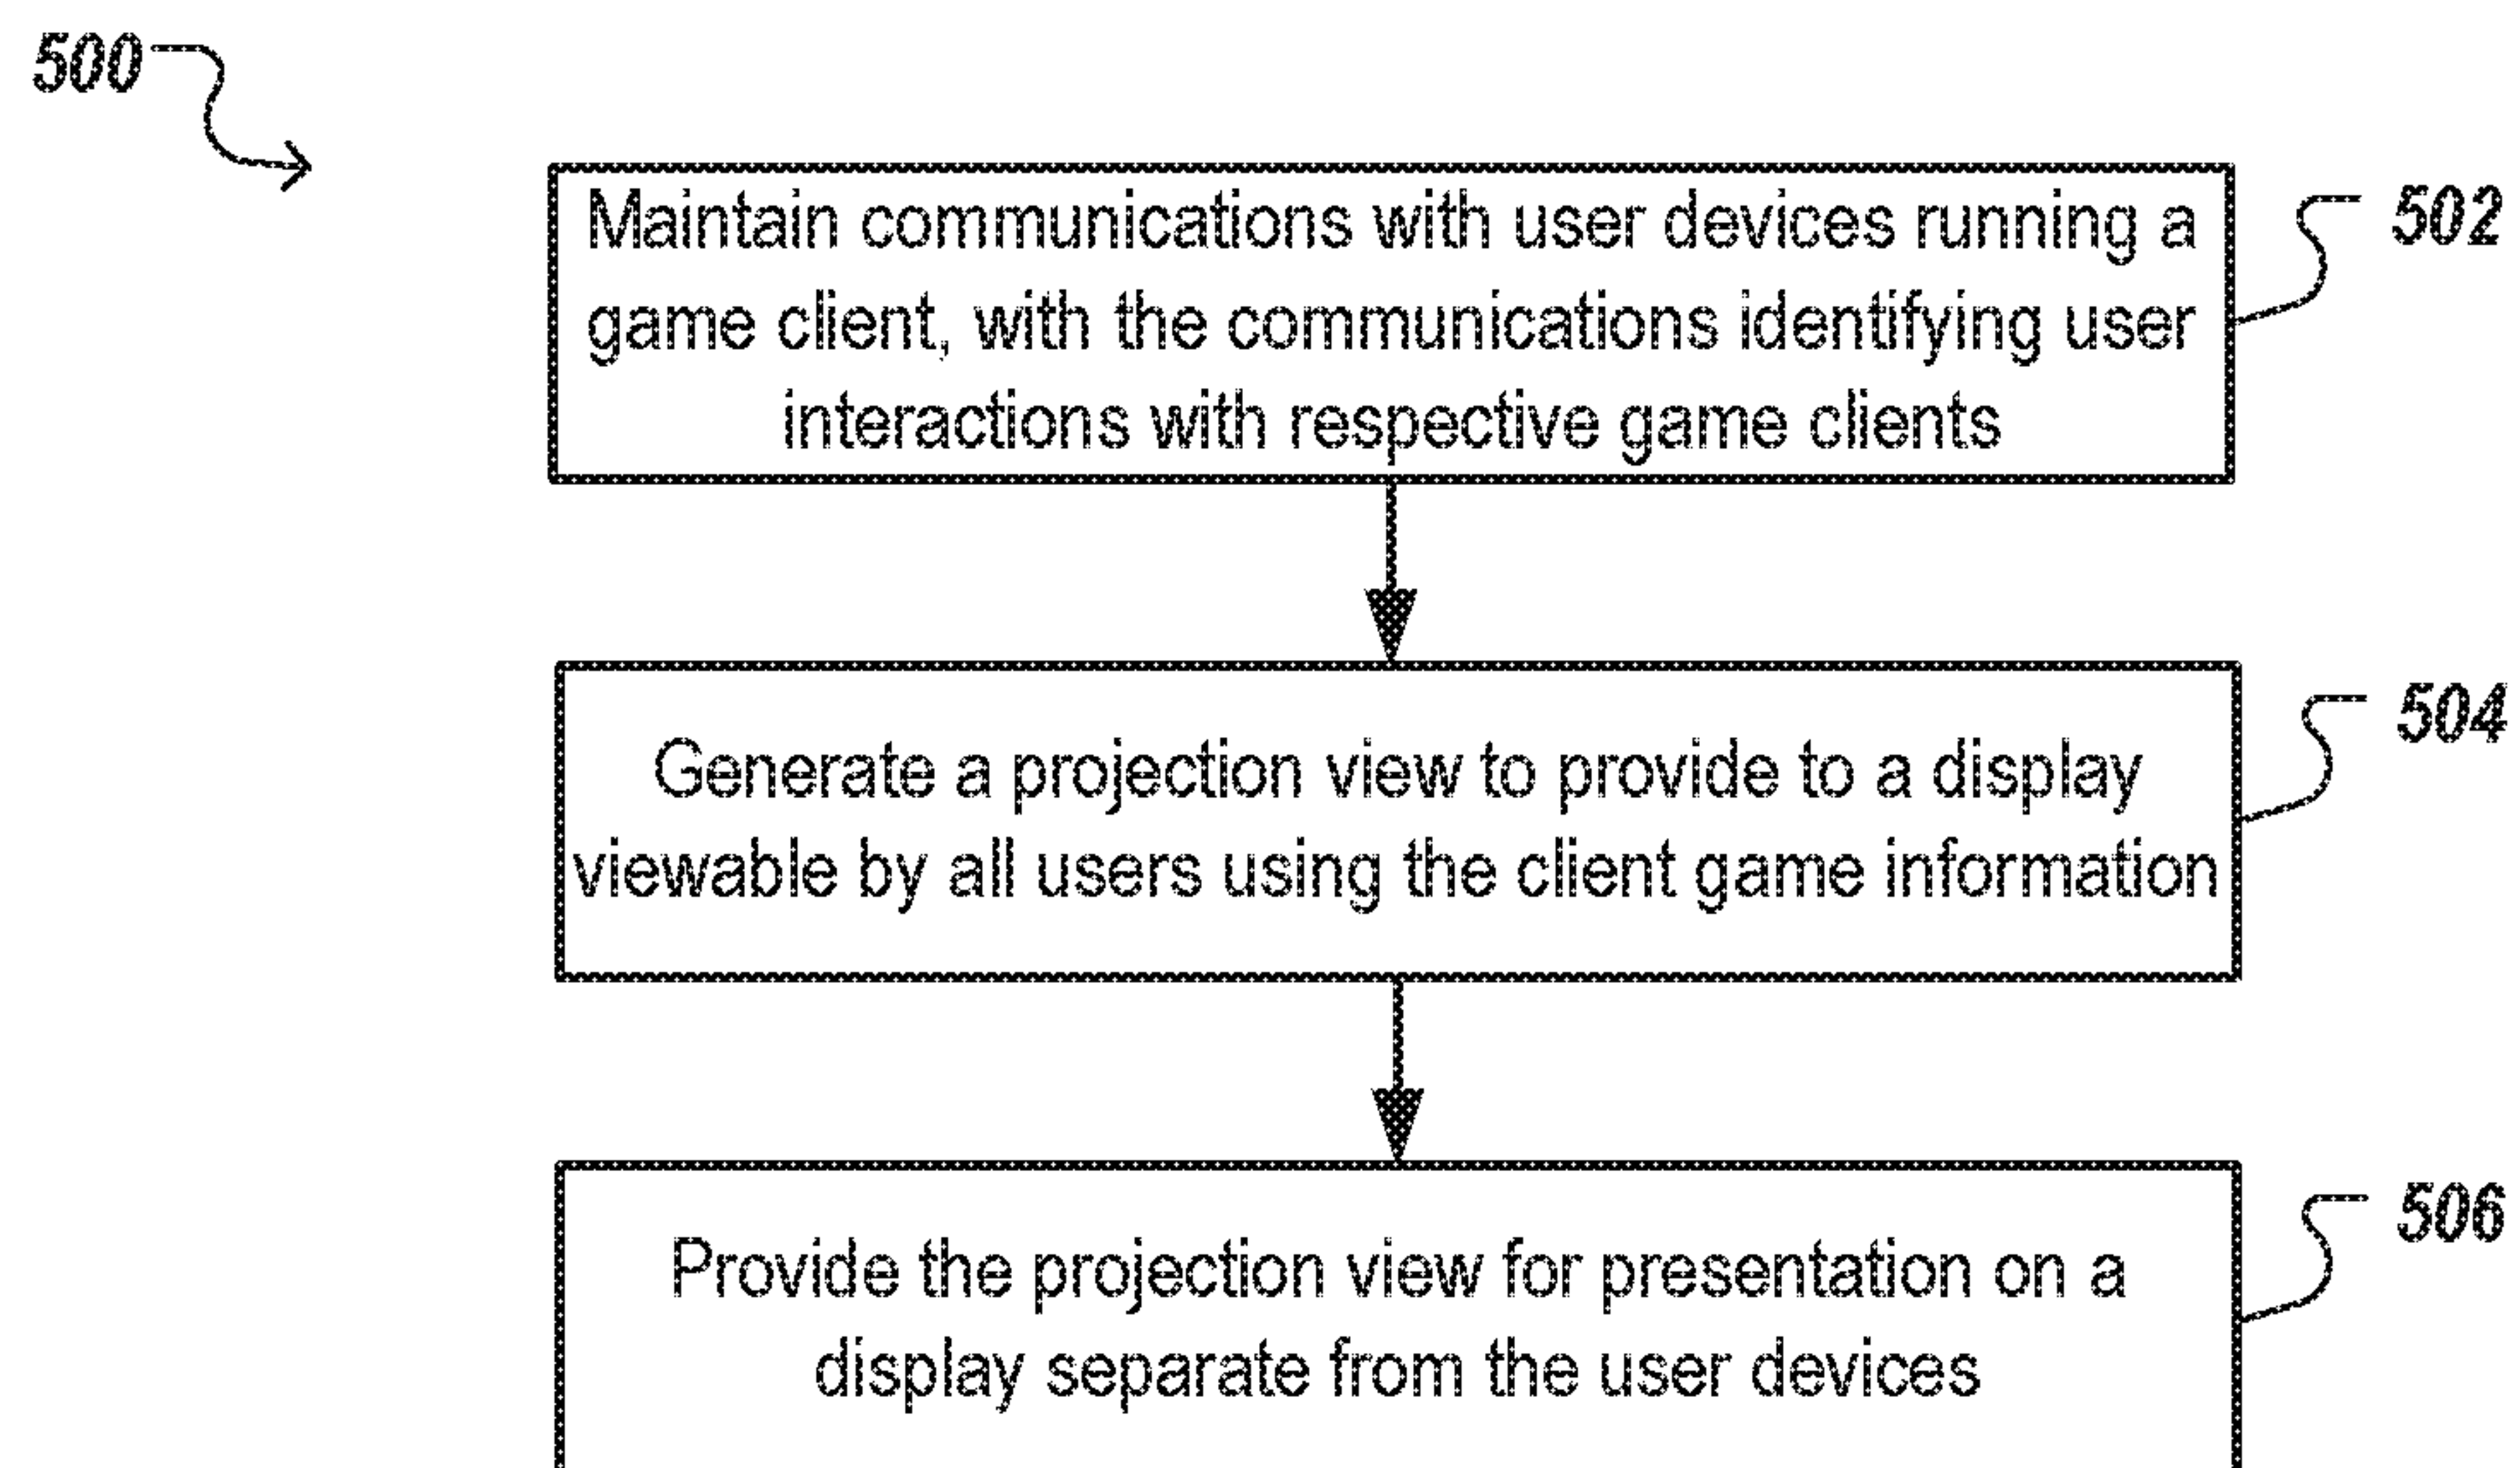 500
Maintain communications with user devices running a
game client, with the communications identifying user
interactions with respective game clients
502
Generate a projection view to provide to a display
viewable by all users using the client game information
504
Provide the projection view for presentation on a
display separate from the user devices
506